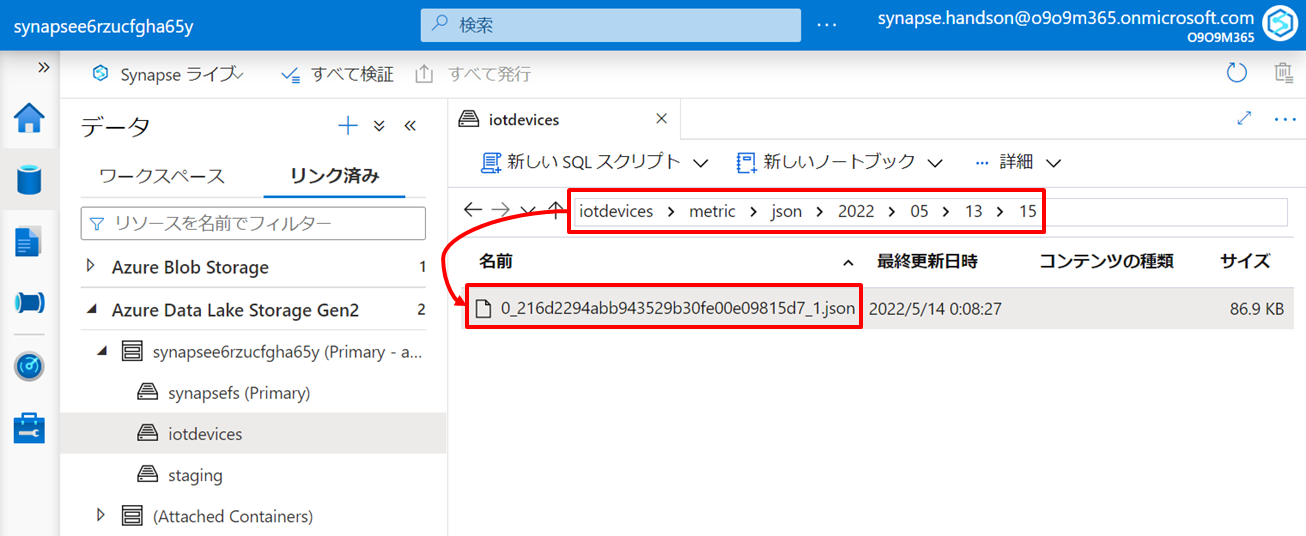 synapsee6rzucfgha65y
検索
synapse.handson@o9o9m365.onmicrosoft.com
O9O9M365
Synapse ライブ
すべて検証
すべて発行
データ
ワークスペース
リンク済み
リソースを名前でフィルター
Azure Blob Storage 1
Azure Data Lake Storage Gen2 2
synapsee6rzucfgha65y (Primary - a...
synapsefs (Primary)
iotdevices
staging
(Attached Containers)
iotdevices
新しい SQL スクリプト
新しいノートブック
詳細
iotdevices > metric > json > 2022 > 05 > 13 > 15
名前 最終更新日時 コンテンツの種類 サイズ
0_216d2294abb943529b30fe00e09815d7_1.json 2022/5/14 0:08:27 86.9 KB